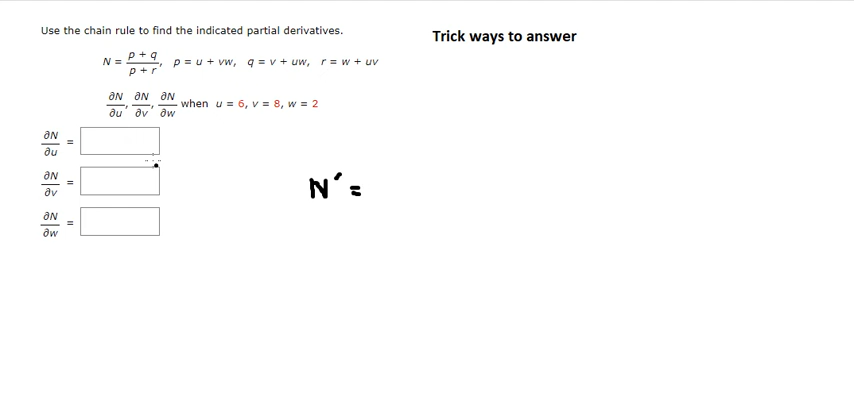 Use the chain rule to find the indicated partial derivatives.
Trick ways to answer
N = (p + q)/(p + r), p = u + vw, q = v + uw, r = w + uv
∂N/∂u, ∂N/∂v, ∂N/∂w when u = 6, v = 8, w = 2
∂N/∂u =
∂N/∂v =
N′ =
∂N/∂w =